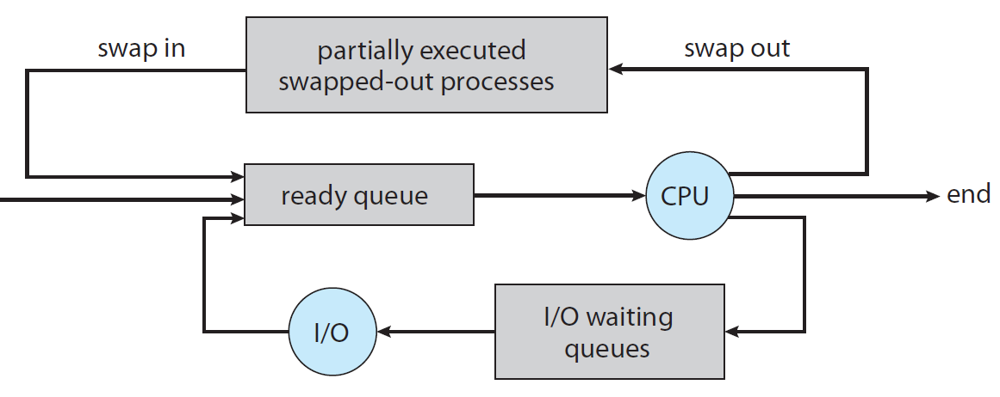 swap in
partially executed
swapped-out processes
swap out
ready queue
CPU
end
I/O
I/O waiting
queues